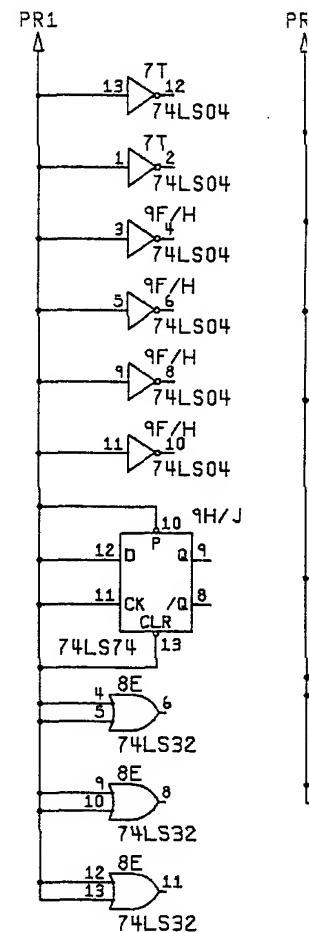 PR1 PR
7T
13 12
74LS04
7T
1 2
74LS04
9F/H
3 4
74LS04
9F/H
5 6
74LS04
9F/H
9 8
74LS04
9F/H
11 10
74LS04
10 9H/J
P
12 D Q 9
11 CK /Q 8
CLR
74LS74 13
8E
4 6
5
74LS32
8E
9 8
10
74LS32
8E
12 11
13
74LS32